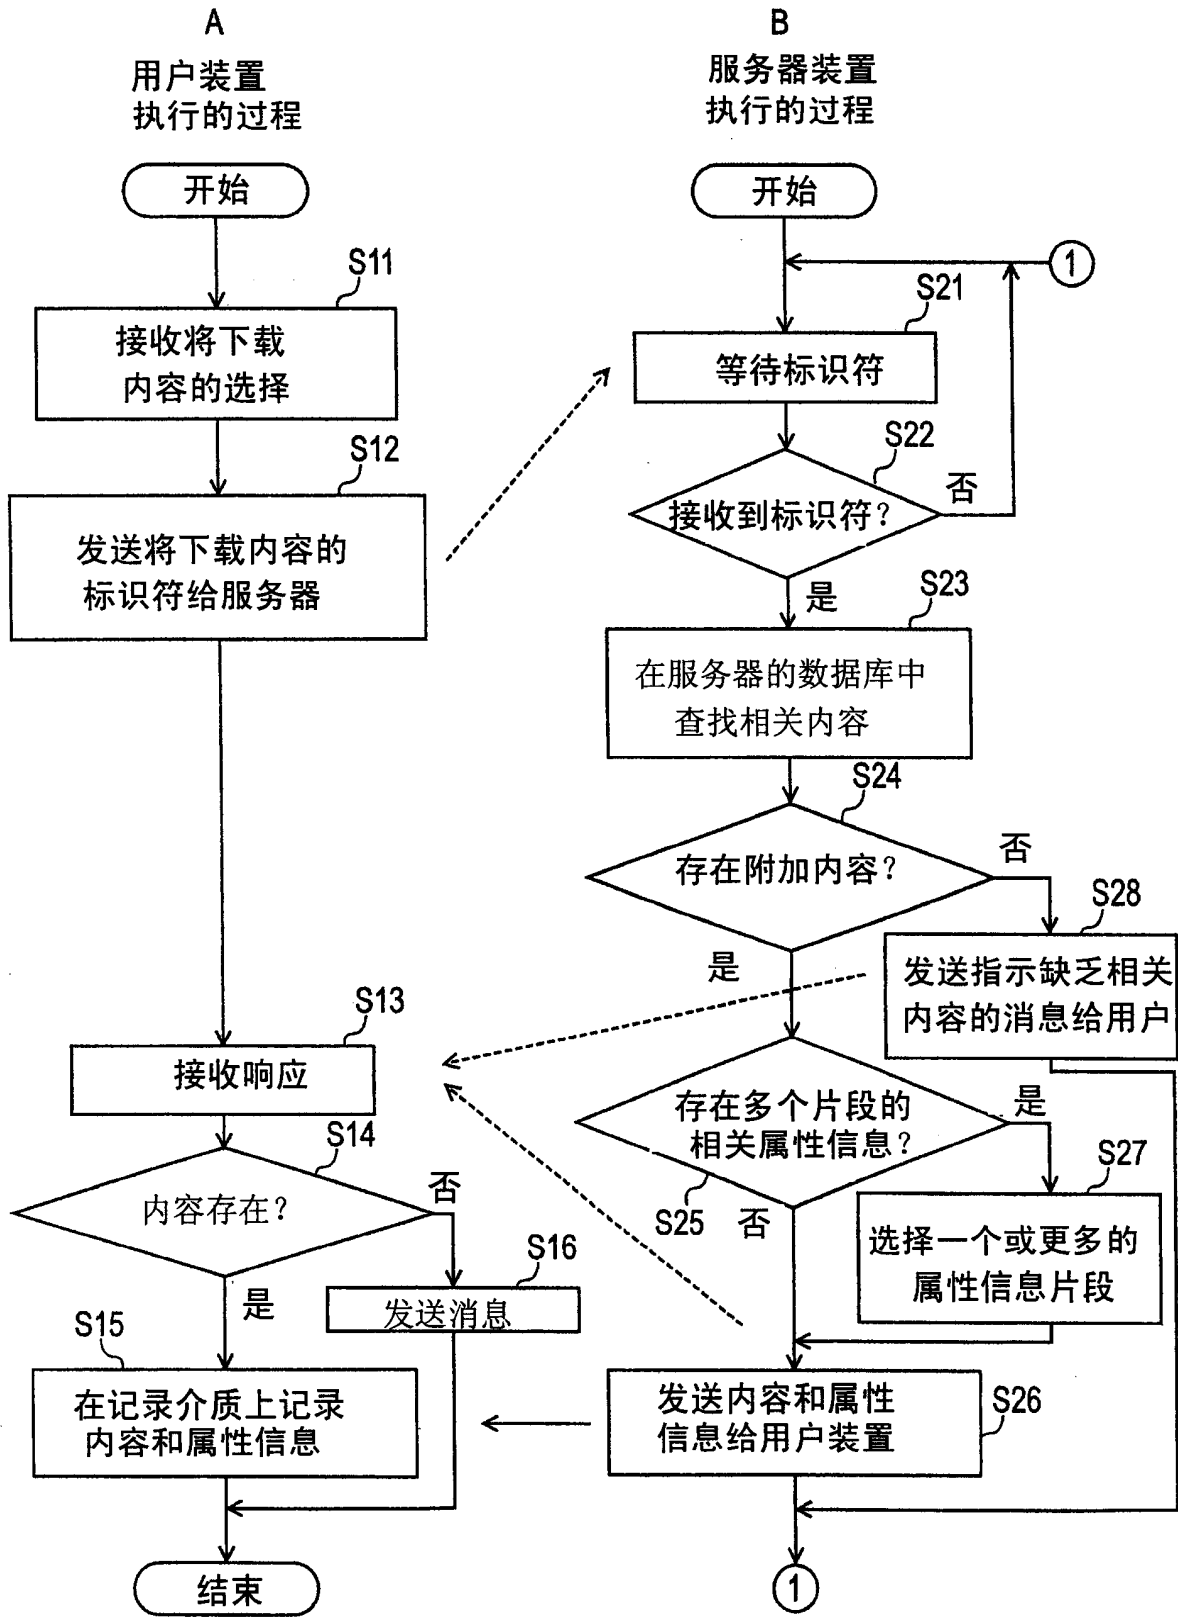 A
用户装置
执行的过程
开始
S11
接收将下载
内容的选择
S12
发送将下载内容的
标识符给服务器
S13
接收响应
S14
内容存在?
否
是
S16
发送消息
S15
在记录介质上记录
内容和属性信息
结束
B
服务器装置
执行的过程
开始
1
S21
等待标识符
S22
接收到标识符?
否
是
S23
在服务器的数据库中
查找相关内容
S24
存在附加内容?
否
是
S28
发送指示缺乏相关
内容的消息给用户
存在多个片段的
相关属性信息?
是
S25
否
S27
选择一个或更多的
属性信息片段
发送内容和属性
信息给用户装置
S26
1